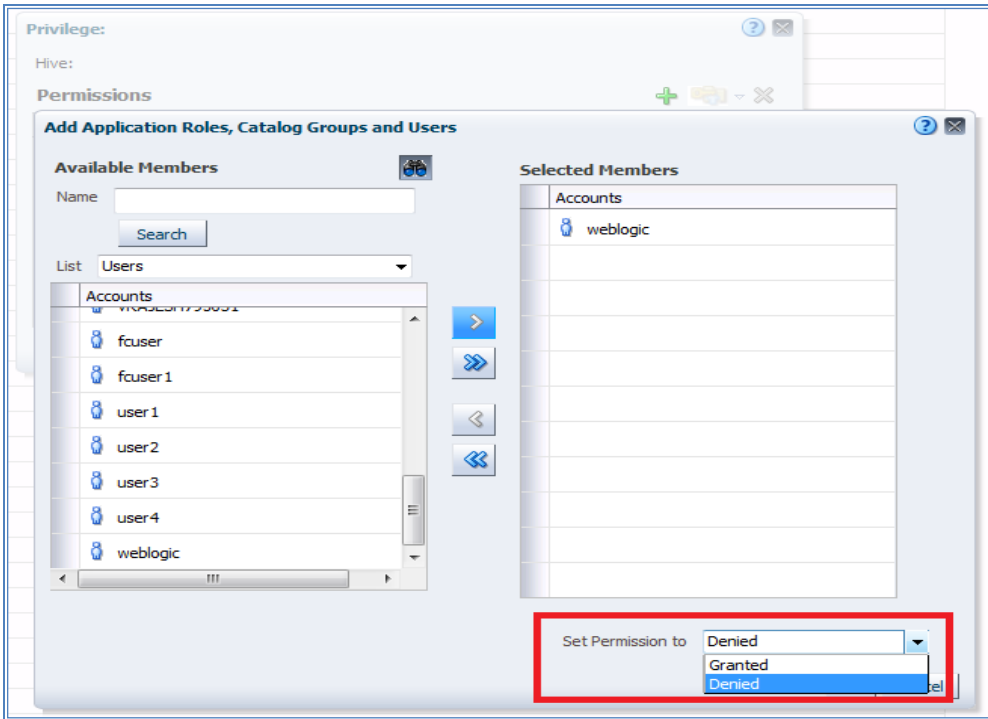 Privilege:
Hive:
Permissions
Add Application Roles, Catalog Groups and Users
Available Members
Name
Search
List Users
Accounts
fcuser
fcuser1
user1
user2
user3
user4
weblogic
Selected Members
Accounts
weblogic
Set Permission to Denied
Granted
Denied